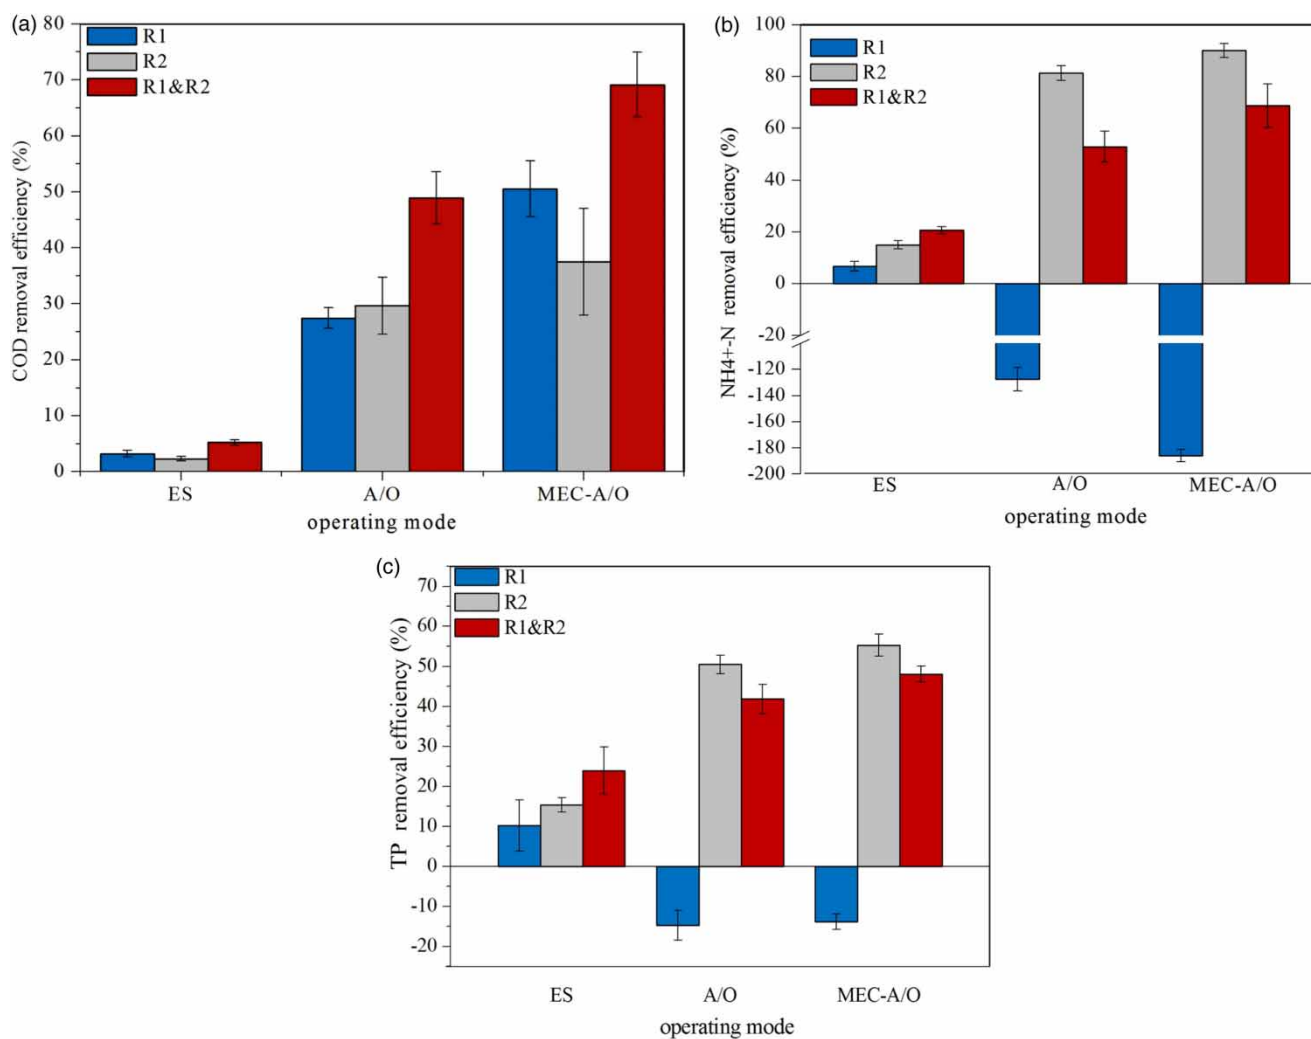 (a)
80
70
60
50
40
30
20
10
0
COD removal efficiency (%)
R1
R2
R1&R2
ES
A/O
MEC-A/O
operating mode
(b)
100
80
60
40
20
0
-20
-120
-140
-160
-180
-200
NH4+-N removal efficiency (%)
R1
R2
R1&R2
ES
A/O
MEC-A/O
operating mode
(c)
70
60
50
40
30
20
10
0
-10
-20
TP removal efficiency (%)
R1
R2
R1&R2
ES
A/O
MEC-A/O
operating mode